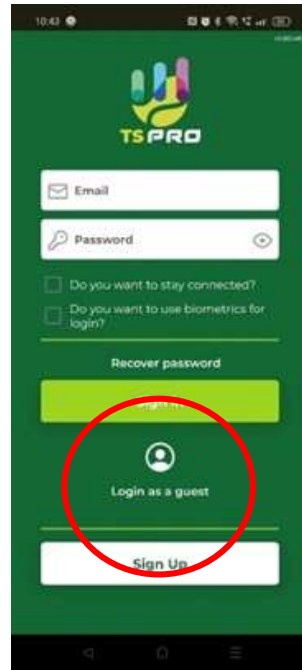 10:43
TSPRO
Email
Password
Do you want to stay connected?
Do you want to use biometrics for
login?
Recover password
Login as a guest
Sign Up